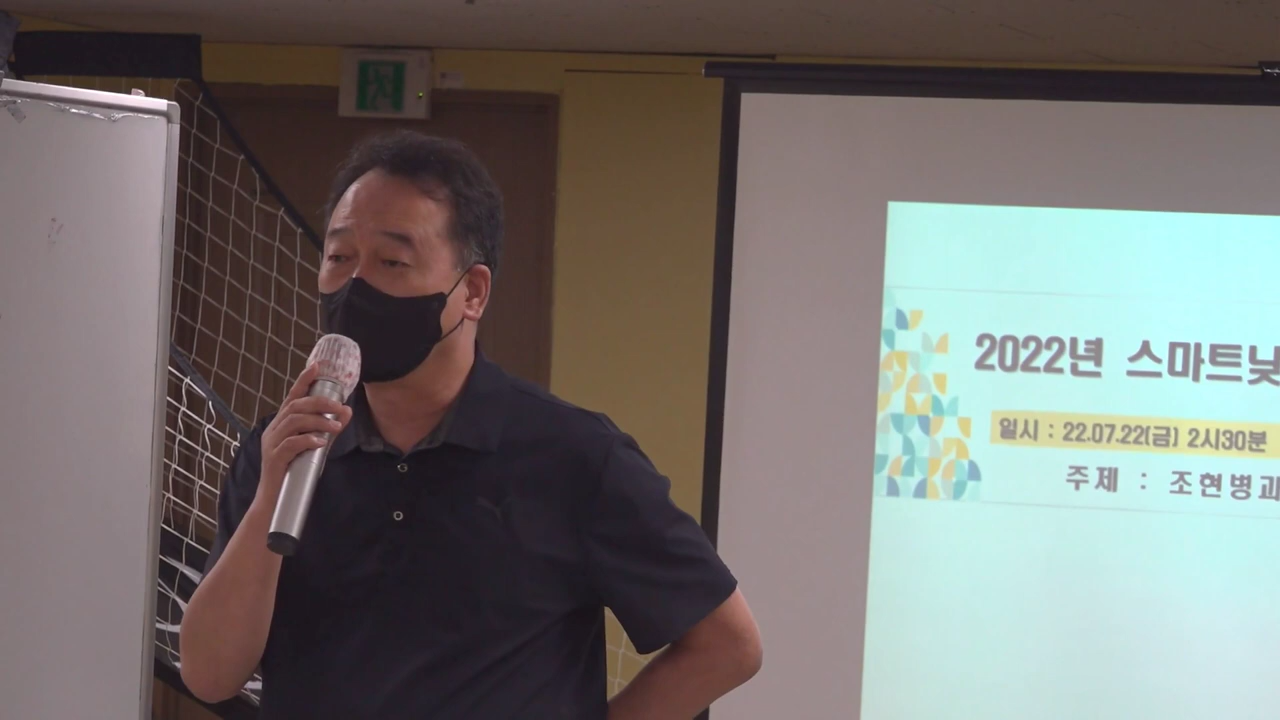 2022년 스마트낮
일시 : 22.07.22(금) 2시30분
주제 : 조현병과